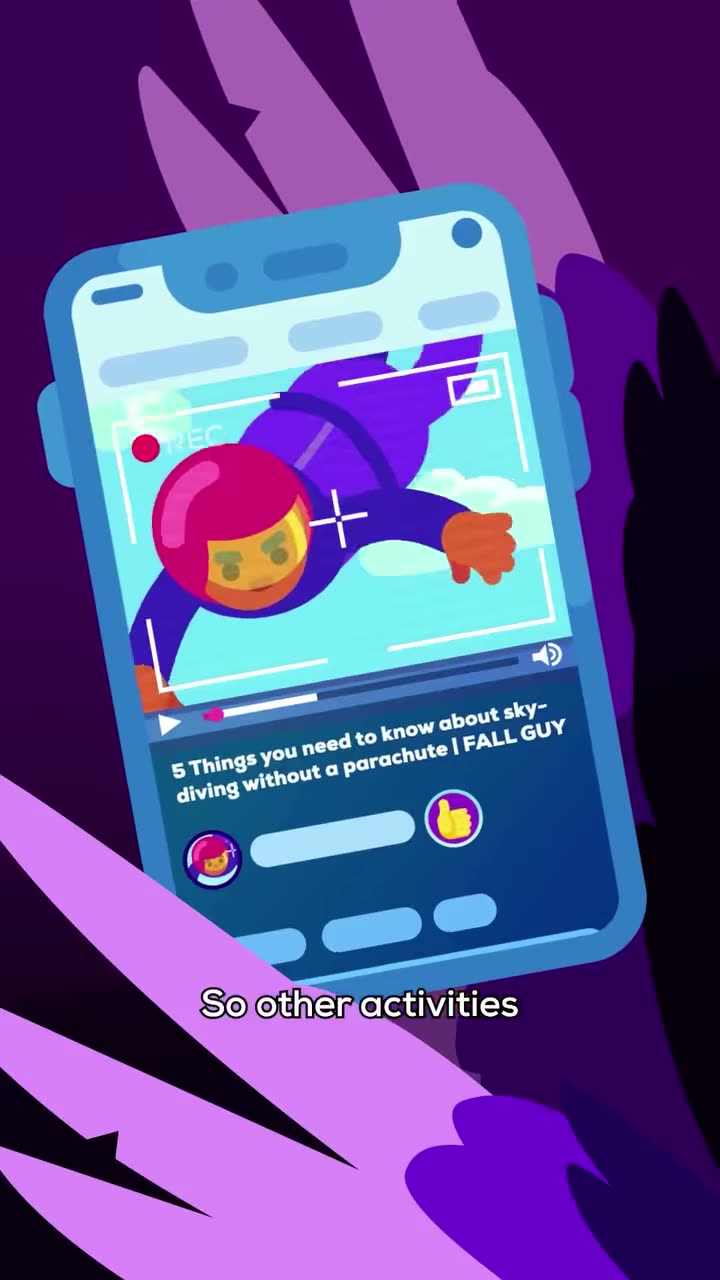 REC
5 Things you need to know about sky-
diving without a parachute | FALL GUY
So other activities